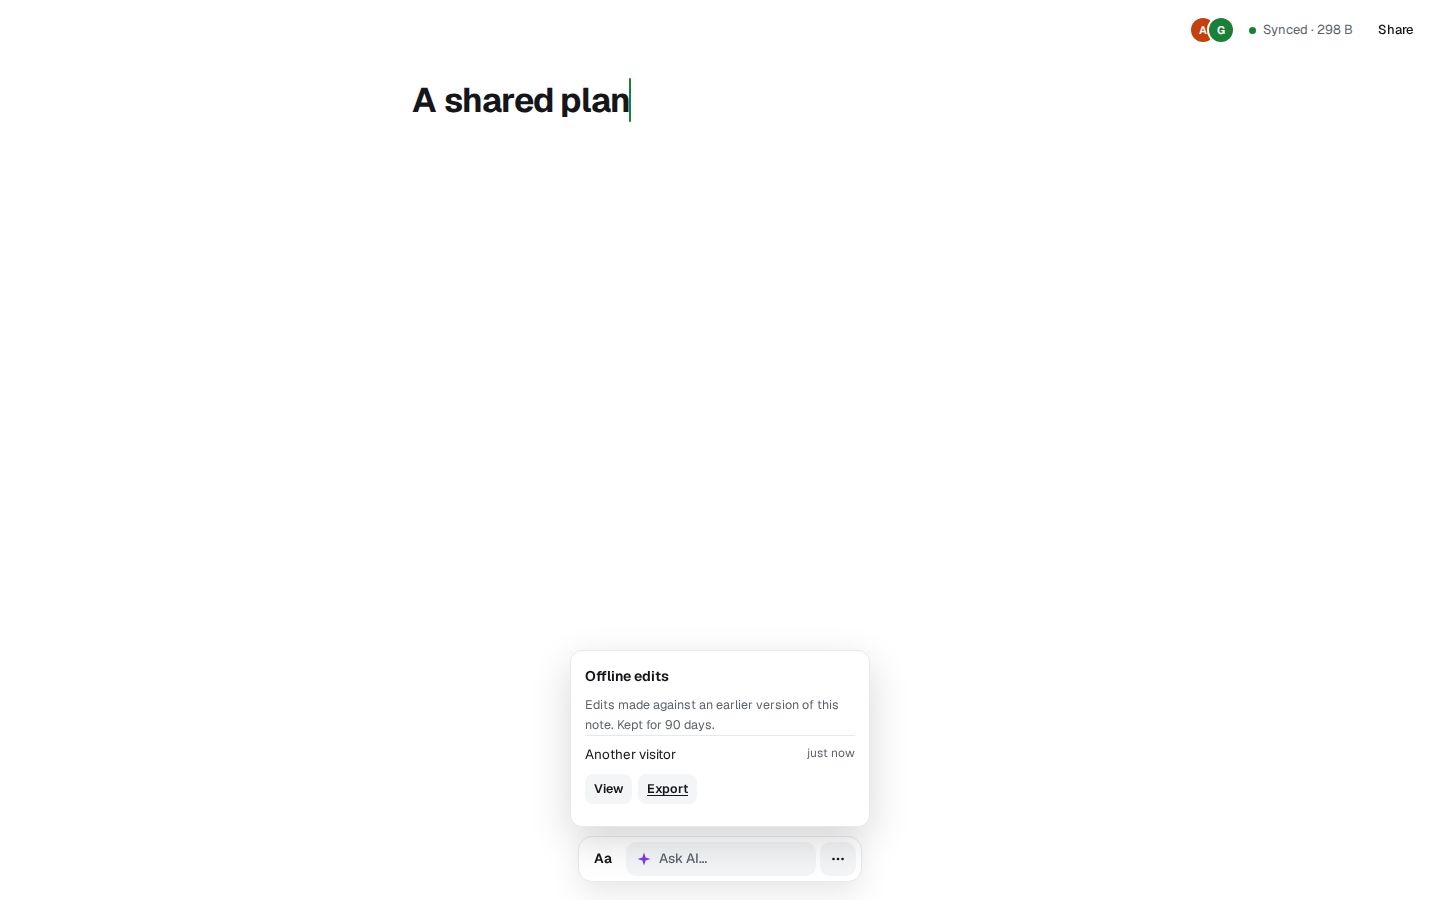 A G Synced · 298 B Share
A shared plan
Offline edits
Edits made against an earlier version of this
note. Kept for 90 days.
Another visitor just now
View Export
Aa Ask AI...